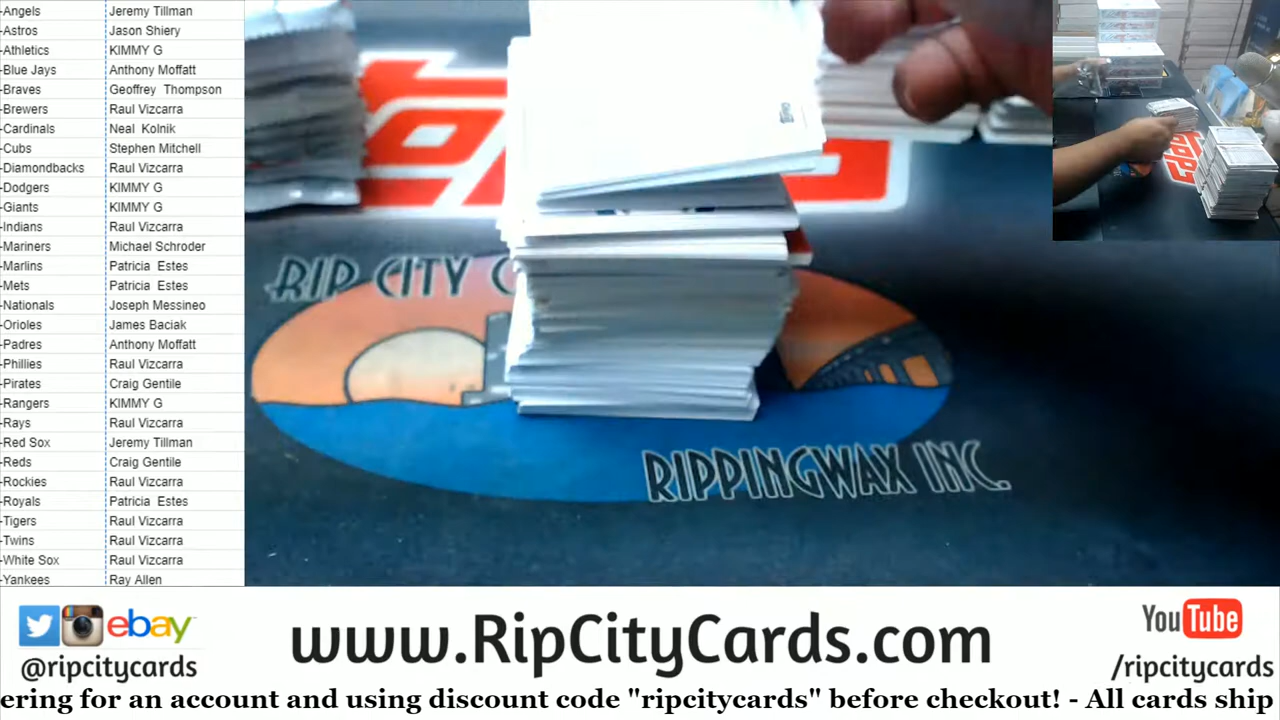 -Angels Jeremy Tillman
-Astros Jason Shiery
-Athletics KIMMY G
-Blue Jays Anthony Moffatt
-Braves Geoffrey Thompson
-Brewers Raul Vizcarra
-Cardinals Neal Kolnik
-Cubs Stephen Mitchell
-Diamondbacks Raul Vizcarra
-Dodgers KIMMY G
-Giants KIMMY G
-Indians Raul Vizcarra
-Mariners Michael Schroder
-Marlins Patricia Estes
-Mets Patricia Estes
-Nationals Joseph Messineo
-Orioles James Baciak
-Padres Anthony Moffatt
-Phillies Raul Vizcarra
-Pirates Craig Gentile
-Rangers KIMMY G
-Rays Raul Vizcarra
-Red Sox Jeremy Tillman
-Reds Craig Gentile
-Rockies Raul Vizcarra
-Royals Patricia Estes
-Tigers Raul Vizcarra
-Twins Raul Vizcarra
-White Sox Raul Vizcarra
-Yankees Ray Allen
RIP CITY C
RIPPINGWAX INC.
ebay
@ripcitycards
www.RipCityCards.com
YouTube
/ripcitycards
ering for an account and using discount code "ripcitycards" before checkout! - All cards ship